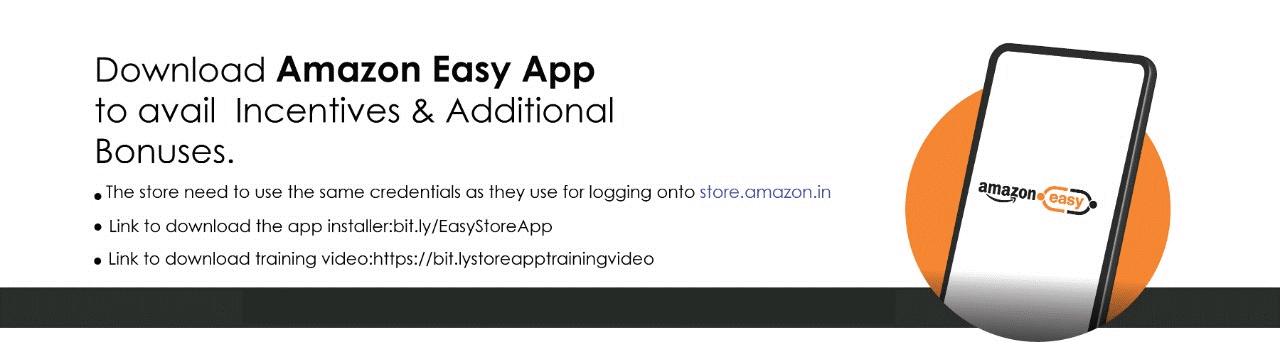 Download Amazon Easy App
to avail Incentives & Additional
Bonuses.
• The store need to use the same credentials as they use for logging onto store.amazon.in
• Link to download the app installer:bit.ly/EasyStoreApp
• Link to download training video:https://bit.lystoreapptrainingvideo
amazon easy